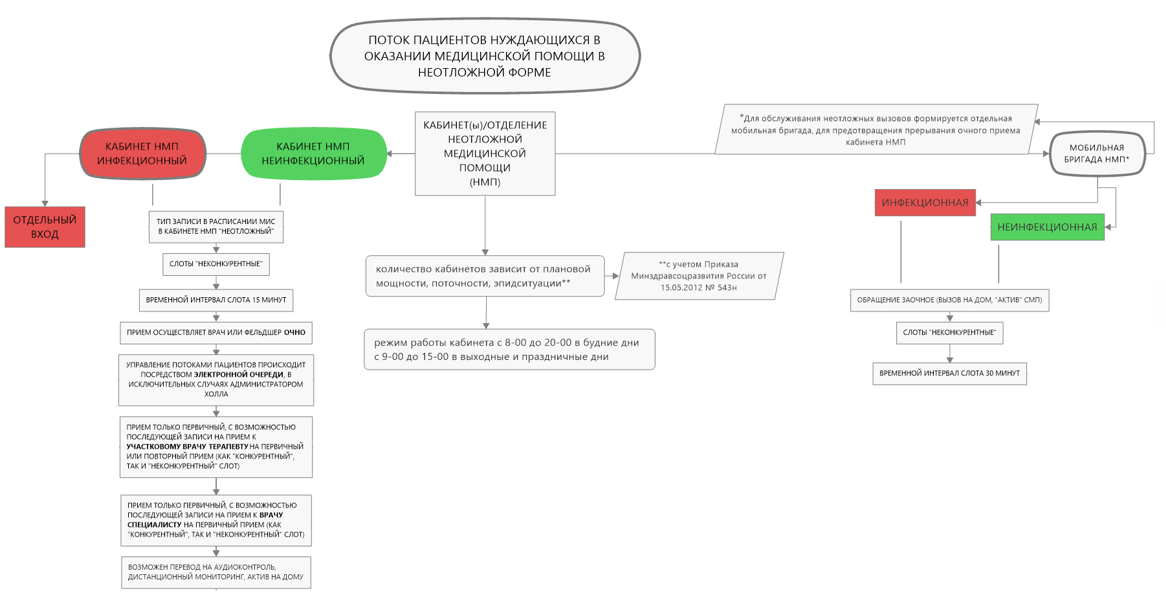 ПОТОК ПАЦИЕНТОВ НУЖДАЮЩИХСЯ В
ОКАЗАНИИ МЕДИЦИНСКОЙ ПОМОЩИ В
НЕОТЛОЖНОЙ ФОРМЕ
КАБИНЕТ НМП
ИНФЕКЦИОННЫЙ
КАБИНЕТ НМП
НЕИНФЕКЦИОННЫЙ
КАБИНЕТ(ы)/ОТДЕЛЕНИЕ
НЕОТЛОЖНОЙ
МЕДИЦИНСКОЙ
ПОМОЩИ
(НМП)
*Для обслуживания неотложных вызовов формируется отдельная
мобильная бригада, для предотвращения прерывания очного приема
кабинета НМП
МОБИЛЬНАЯ
БРИГАДА НМП*
ОТДЕЛЬНЫЙ
ВХОД
ТИП ЗАПИСИ В РАСПИСАНИИ МИС
В КАБИНЕТЕ НМП "НЕОТЛОЖНЫЙ"
СЛОТЫ "НЕКОНКУРЕНТНЫЕ"
ВРЕМЕННОЙ ИНТЕРВАЛ СЛОТА 15 МИНУТ
ПРИЕМ ОСУЩЕСТВЛЯЕТ ВРАЧ ИЛИ ФЕЛЬДШЕР ОЧНО
УПРАВЛЕНИЕ ПОТОКАМИ ПАЦИЕНТОВ ПРОИСХОДИТ
ПОСРЕДСТВОМ ЭЛЕКТРОННОЙ ОЧЕРЕДИ, В
ИСКЛЮЧИТЕЛЬНЫХ СЛУЧАЯХ АДМИНИСТРАТОРОМ
ХОЛЛА
ПРИЕМ ТОЛЬКО ПЕРВИЧНЫЙ, С ВОЗМОЖНОСТЬЮ
ПОСЛЕДУЮЩЕЙ ЗАПИСИ НА ПРИЕМ К
УЧАСТКОВОМУ ВРАЧУ ТЕРАПЕВТУ НА ПЕРВИЧНЫЙ
ИЛИ ПОВТОРНЫЙ ПРИЕМ (КАК "КОНКУРЕНТНЫЙ",
ТАК И "НЕКОНКУРЕНТНЫЙ" СЛОТ)
ПРИЕМ ТОЛЬКО ПЕРВИЧНЫЙ, С ВОЗМОЖНОСТЬЮ
ПОСЛЕДУЮЩЕЙ ЗАПИСИ НА ПРИЕМ К ВРАЧУ
СПЕЦИАЛИСТУ НА ПЕРВИЧНЫЙ ПРИЕМ (КАК
"КОНКУРЕНТНЫЙ", ТАК И "НЕКОНКУРЕНТНЫЙ" СЛОТ)
ВОЗМОЖЕН ПЕРЕВОД НА АУДИОКОНТРОЛЬ,
ДИСТАНЦИОННЫЙ МОНИТОРИНГ, АКТИВ НА ДОМУ
количество кабинетов зависит от плановой
мощности, поточности, эпидситуации**
**с учетом Приказа
Минздравсоцразвития России от
15.05.2012 № 543н
режим работы кабинета с 8-00 до 20-00 в будние дни
с 9-00 до 15-00 в выходные и праздничные дни
ИНФЕКЦИОННАЯ
НЕИНФЕКЦИОННАЯ
ОБРАЩЕНИЕ ЗАОЧНОЕ (ВЫЗОВ НА ДОМ, "АКТИВ" СМП)
СЛОТЫ "НЕКОНКУРЕНТНЫЕ"
ВРЕМЕННОЙ ИНТЕРВАЛ СЛОТА 30 МИНУТ